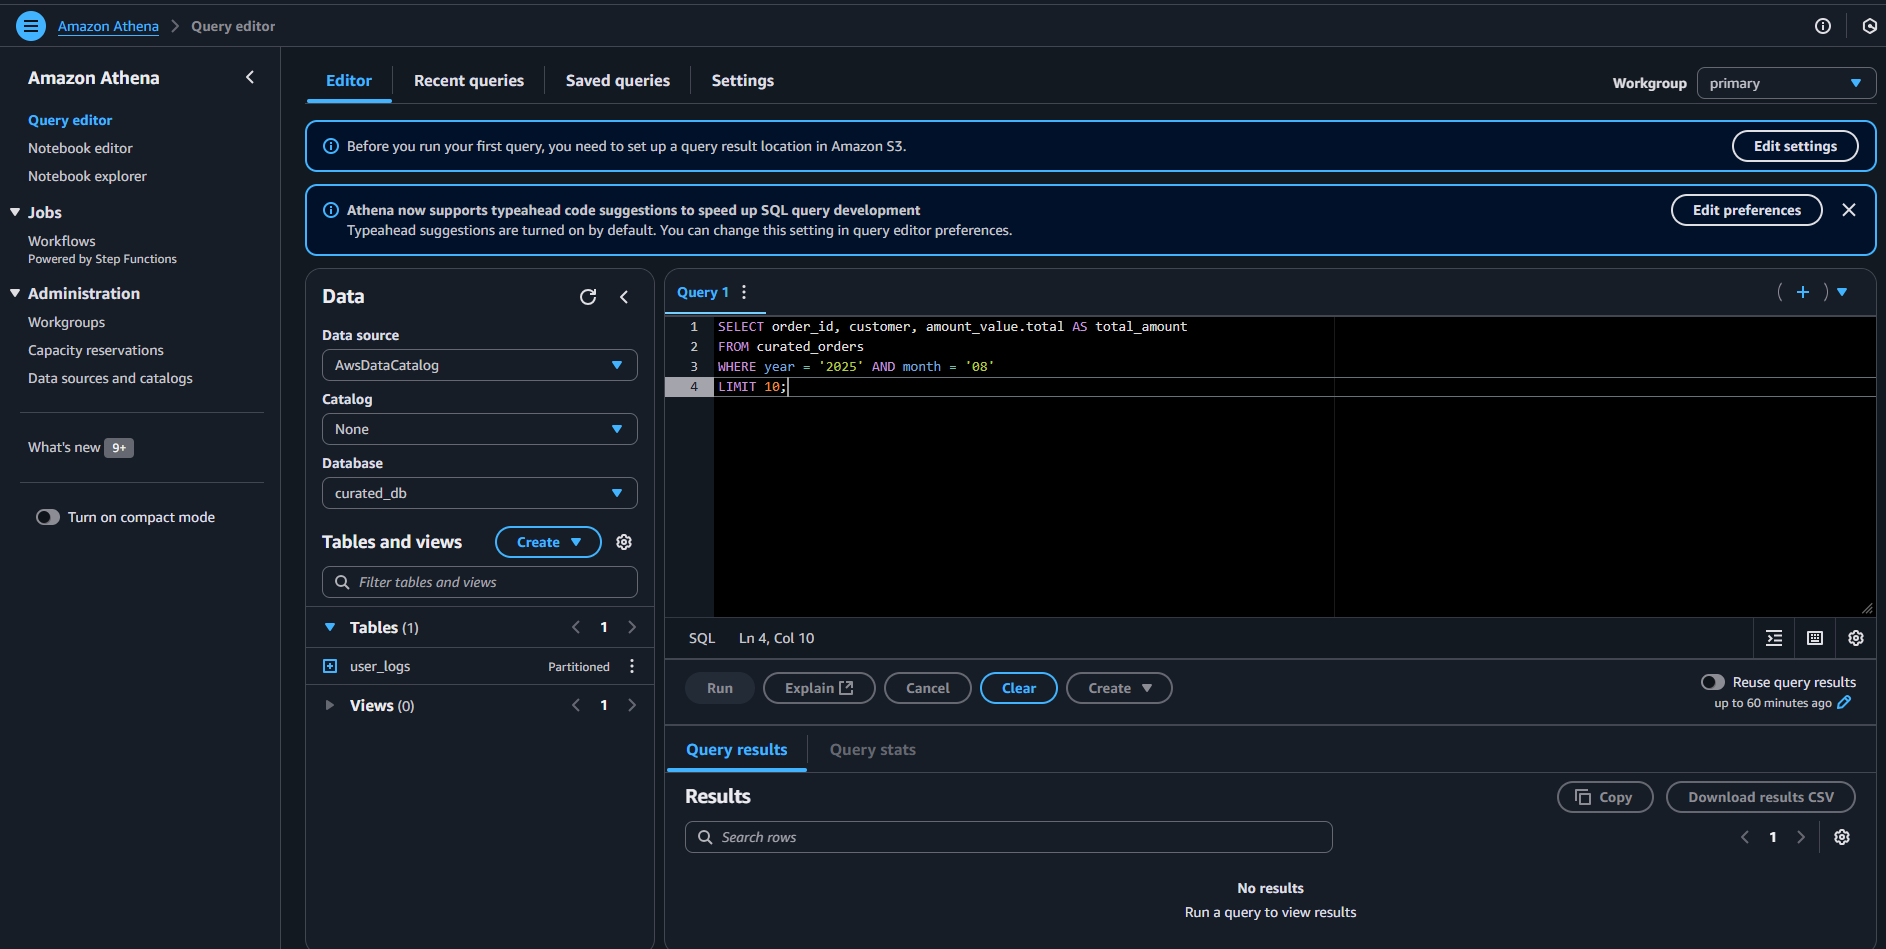 Amazon Athena > Query editor
Amazon Athena
Query editor
Notebook editor
Notebook explorer
Jobs
Workflows
Powered by Step Functions
Administration
Workgroups
Capacity reservations
Data sources and catalogs
What's new 9+
Turn on compact mode
Editor Recent queries Saved queries Settings
Workgroup primary
Before you run your first query, you need to set up a query result location in Amazon S3. Edit settings
Athena now supports typeahead code suggestions to speed up SQL query development Edit preferences
Typeahead suggestions are turned on by default. You can change this setting in query editor preferences.
Data
Data source
AwsDataCatalog
Catalog
None
Database
curated_db
Tables and views Create
Filter tables and views
Tables (1) 1
user_logs Partitioned
Views (0) 1
Query 1
1 SELECT order_id, customer, amount_value.total AS total_amount
2 FROM curated_orders
3 WHERE year = '2025' AND month = '08'
4 LIMIT 10;
SQL Ln 4, Col 10
Run Explain Cancel Clear Create
Reuse query results
up to 60 minutes ago
Query results Query stats
Results
Copy Download results CSV
Search rows
1
No results
Run a query to view results